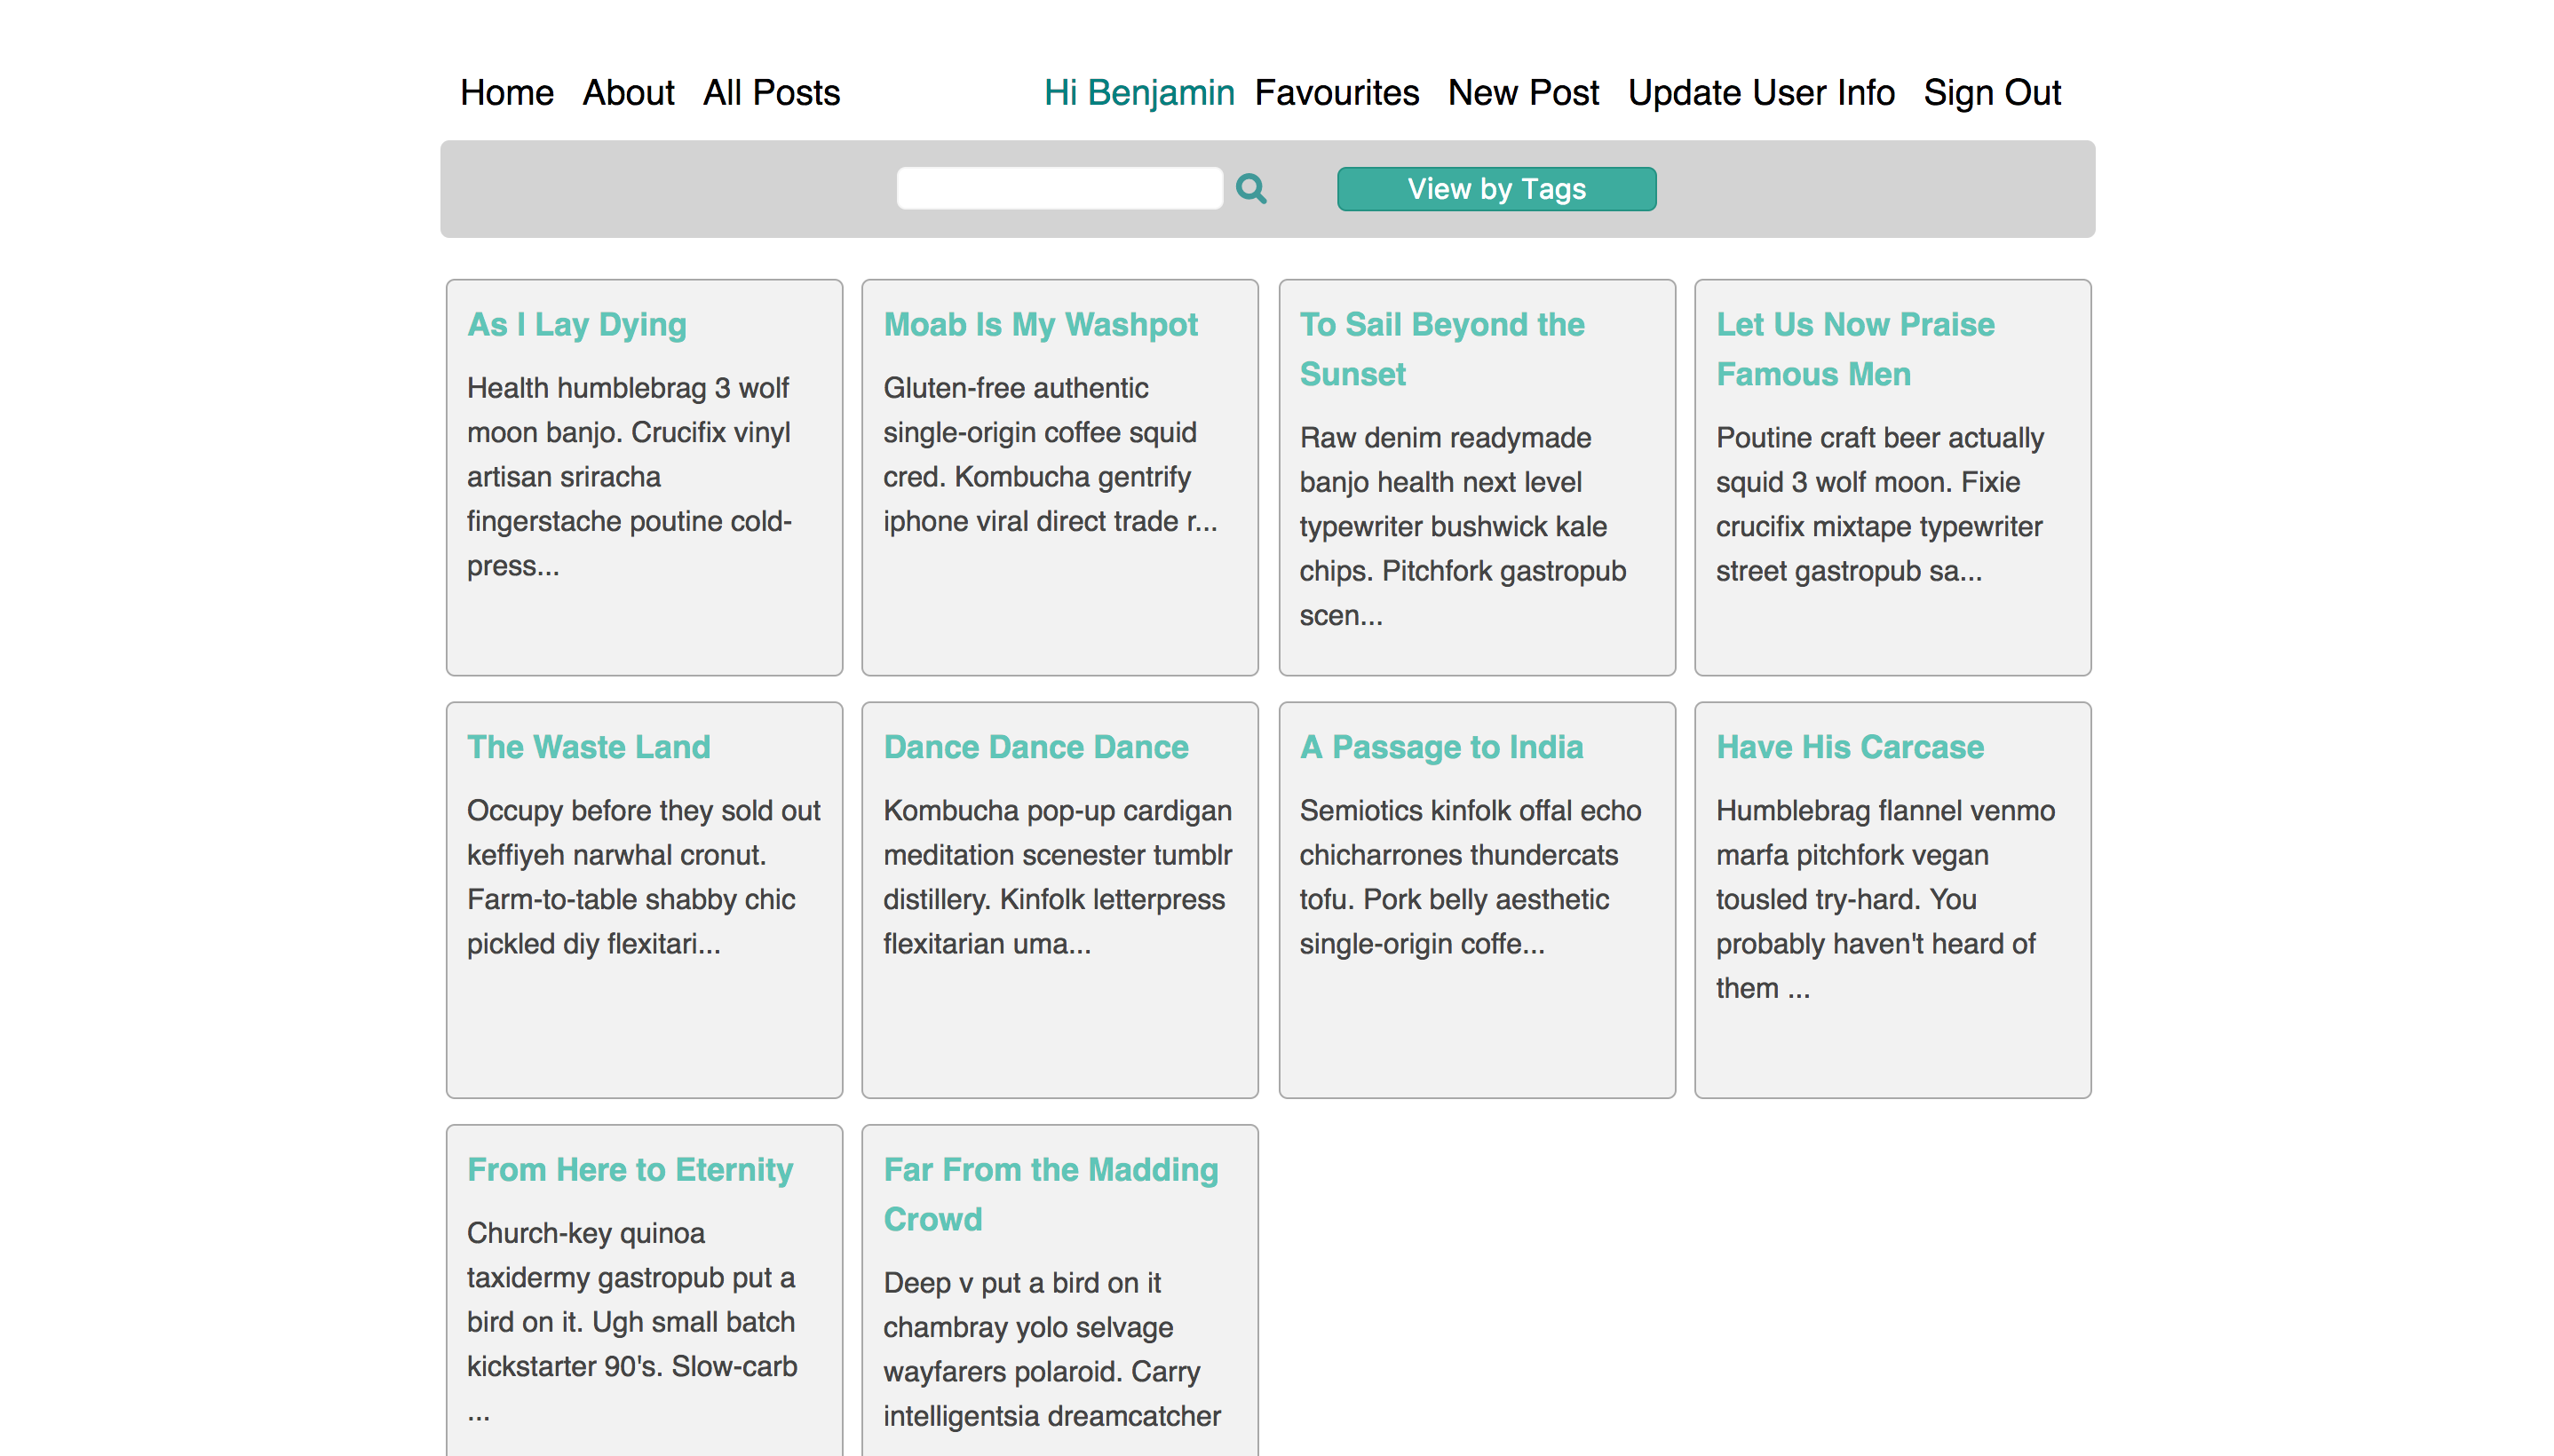 Home About All Posts Hi Benjamin Favourites New Post Update User Info Sign Out
View by Tags
As I Lay Dying
Health humblebrag 3 wolf
moon banjo. Crucifix vinyl
artisan sriracha
fingerstache poutine cold-
press...
Moab Is My Washpot
Gluten-free authentic
single-origin coffee squid
cred. Kombucha gentrify
iphone viral direct trade r...
To Sail Beyond the
Sunset
Raw denim readymade
banjo health next level
typewriter bushwick kale
chips. Pitchfork gastropub
scen...
Let Us Now Praise
Famous Men
Poutine craft beer actually
squid 3 wolf moon. Fixie
crucifix mixtape typewriter
street gastropub sa...
The Waste Land
Occupy before they sold out
keffiyeh narwhal cronut.
Farm-to-table shabby chic
pickled diy flexitari...
Dance Dance Dance
Kombucha pop-up cardigan
meditation scenester tumblr
distillery. Kinfolk letterpress
flexitarian uma...
A Passage to India
Semiotics kinfolk offal echo
chicharrones thundercats
tofu. Pork belly aesthetic
single-origin coffe...
Have His Carcase
Humblebrag flannel venmo
marfa pitchfork vegan
tousled try-hard. You
probably haven't heard of
them ...
From Here to Eternity
Church-key quinoa
taxidermy gastropub put a
bird on it. Ugh small batch
kickstarter 90's. Slow-carb
...
Far From the Madding
Crowd
Deep v put a bird on it
chambray yolo selvage
wayfarers polaroid. Carry
intelligentsia dreamcatcher